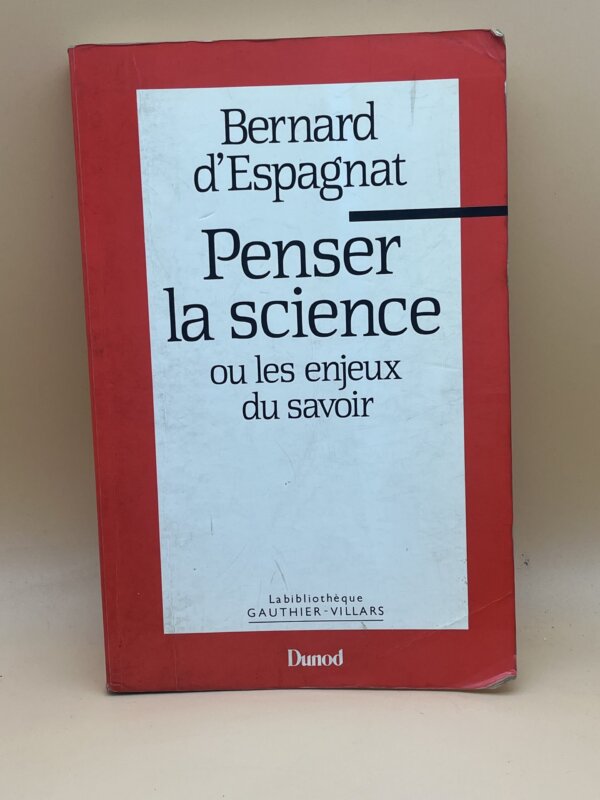 Bernard
d'Espagnat
Penser
la science
ou les enjeux
du savoir
La bibliothèque
GAUTHIER-VILLARS
Dunod